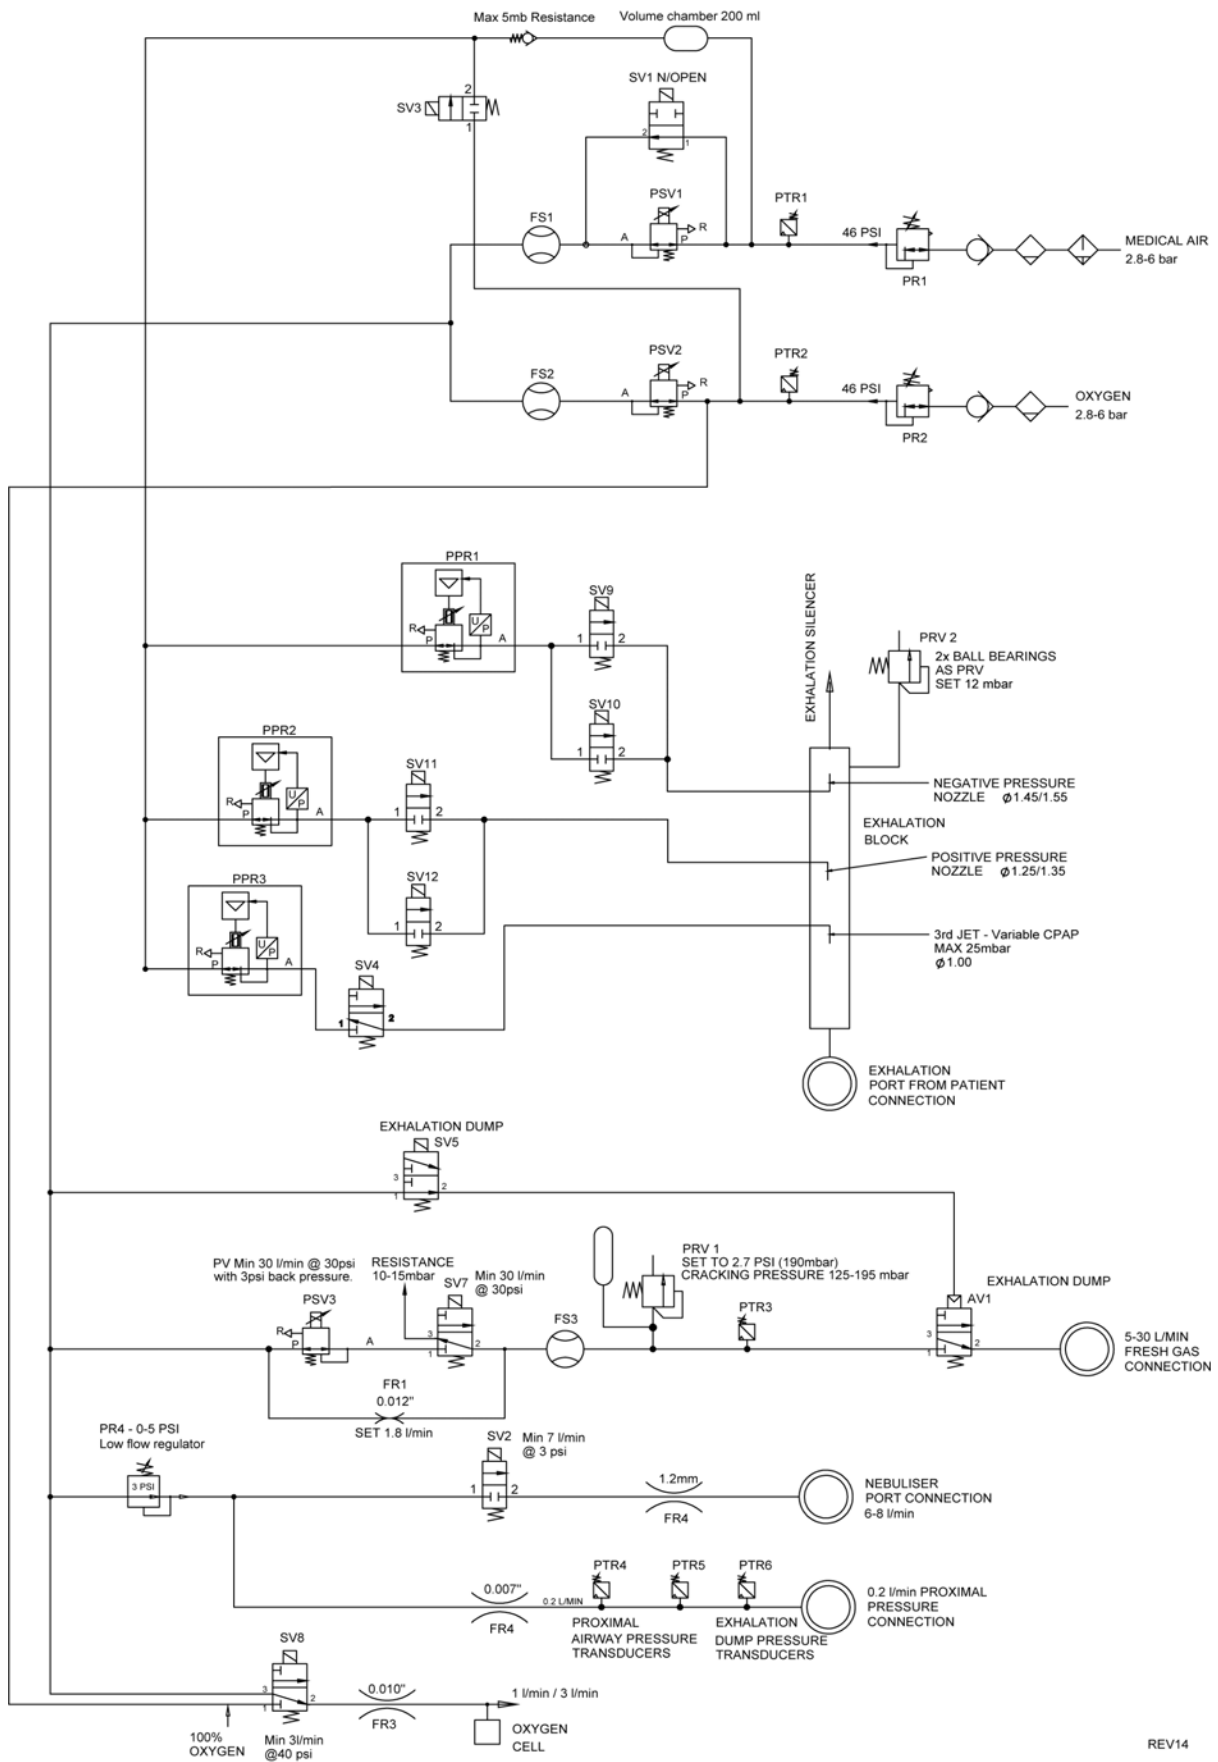 Max 5mb Resistance
Volume chamber 200 ml
SV1 N/OPEN
2
SV3
1
2
1
PSV1
PTR1
FS1
R
A
P
46 PSI
MEDICAL AIR
2.8-6 bar
PR1
PSV2
PTR2
FS2
R
A
P
46 PSI
OXYGEN
2.8-6 bar
PR2
PPR1
SV9
R
U
P
P
A
1
2
EXHALATION SILENCER
PRV 2
2x BALL BEARINGS
AS PRV
SET 12 mbar
SV10
1
2
PPR2
SV11
R
U
P
P
A
1
2
NEGATIVE PRESSURE
NOZZLE ϕ1.45/1.55
EXHALATION
BLOCK
POSITIVE PRESSURE
NOZZLE ϕ1.25/1.35
PPR3
SV12
1
2
R
U
P
P
A
3rd JET - Variable CPAP
MAX 25mbar
ϕ1.00
SV4
1
2
EXHALATION
PORT FROM PATIENT
CONNECTION
EXHALATION DUMP
SV5
3
1
2
PV Min 30 l/min @ 30psi
with 3psi back pressure.
RESISTANCE
10-15mbar
SV7
Min 30 l/min
@ 30psi
PRV 1
SET TO 2.7 PSI (190mbar)
CRACKING PRESSURE 125-195 mbar
EXHALATION DUMP
AV1
PSV3
R
P
A
3
1
2
FS3
PTR3
3
1
2
5-30 L/MIN
FRESH GAS
CONNECTION
FR1
0.012"
SET 1.8 l/min
PR4 - 0-5 PSI
Low flow regulator
3 PSI
SV2
Min 7 l/min
@ 3 psi
1
2
1.2mm
FR4
NEBULISER
PORT CONNECTION
6-8 l/min
0.007"
FR4
0.2 L/MIN
PTR4
PTR5
PTR6
PROXIMAL
AIRWAY PRESSURE
TRANSDUCERS
EXHALATION
DUMP PRESSURE
TRANSDUCERS
0.2 l/min PROXIMAL
PRESSURE
CONNECTION
SV8
3
1
2
0.010"
FR3
1 l/min / 3 l/min
OXYGEN
CELL
100%
OXYGEN
Min 3l/min
@40 psi
REV14